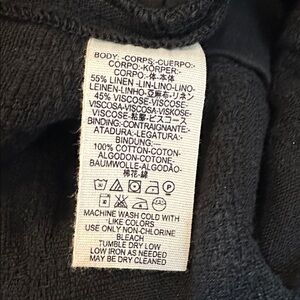 BODY:-CORPS:-CUERPO:-
CORPO:-KÖRPER:-
CORPO:-体-本体
55% LINEN -LIN-LINO-LINO-
LEINEN-LINHO-亞麻布-リネン
45% VISCOSE-VISCOSE-
VISCOSA-VISCOSA-VISKOSE-
VISCOSE-粘膠-ビスコース
BINDING:-CONTRAIGNANTE:-
ATADURA:-LEGATURA:-
BINDUNG:-
100% COTTON-COTON-
ALGODON-COTONE-
BAUMWOLLE-ALGODÃO-
棉花-綿
MACHINE WASH COLD WITH
LIKE COLORS
USE ONLY NON-CHLORINE
BLEACH
TUMBLE DRY LOW
LOW IRON AS NEEDED
MAY BE DRY CLEANED